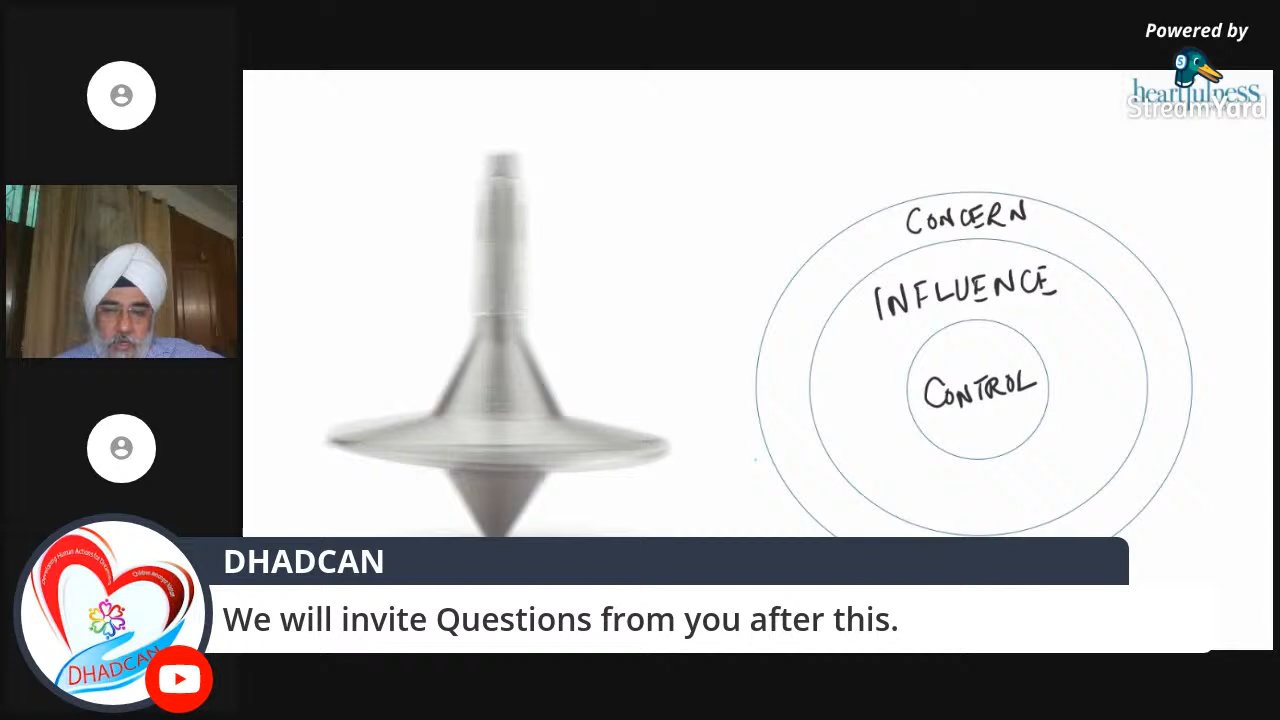 Powered by
heartfulness
StreamYard
CONCERN
INFLUENCE
CONTROL
DHADCAN
We will invite Questions from you after this.
DHADCAN